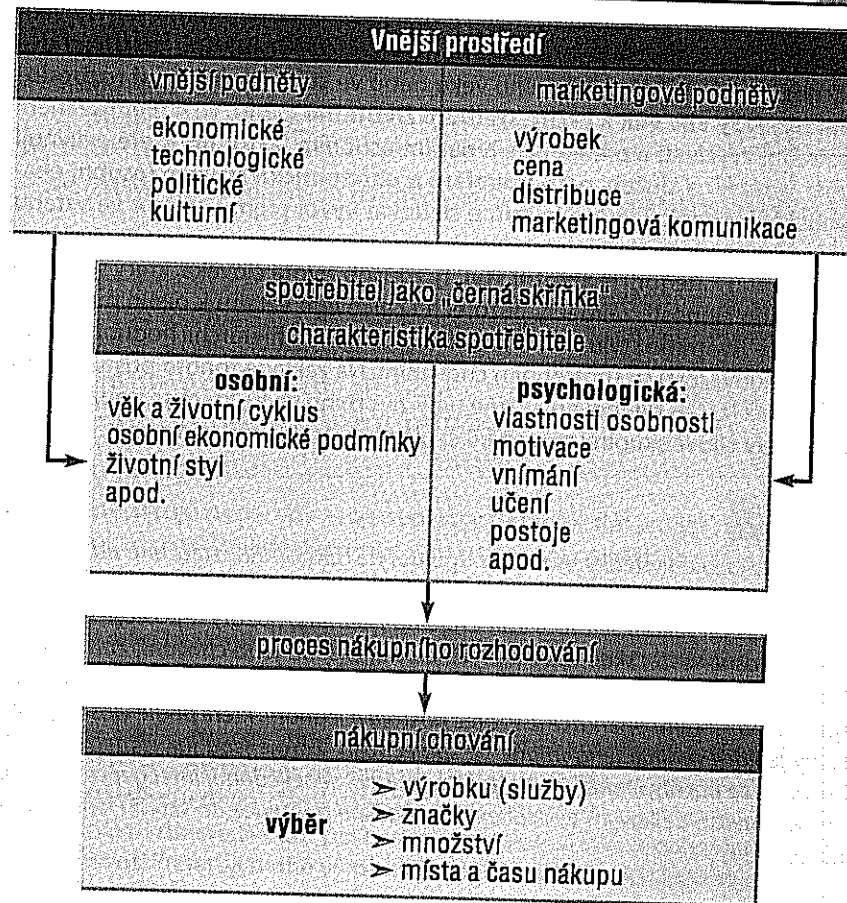 Vnější prostředí
vnější podněty
ekonomické
technologické
politické
kulturní
marketingové podněty
výrobek
cena
distribuce
marketingová komunikace
spotřebitel jako „černá skříňka“
charakteristika spotřebitele
osobní:
věk a životní cyklus
osobní ekonomické podmínky
životní styl
apod.
psychologická:
vlastnosti osobnosti
motivace
vnímání
učení
postoje
apod.
proces nákupního rozhodování
nákupní chování
výběr
➢ výrobku (služby)
➢ značky
➢ množství
➢ místa a času nákupu